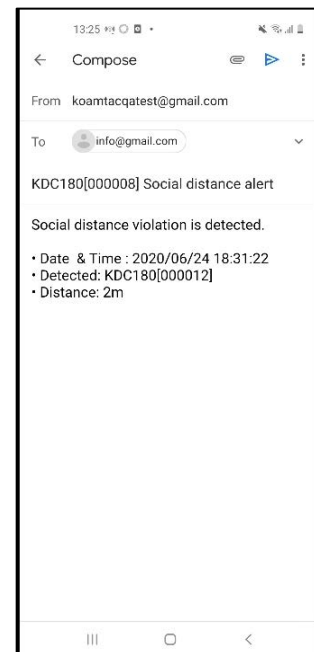 13:25
Compose
From koamtacqatest@gmail.com
To info@gmail.com
KDC180[000008] Social distance alert
Social distance violation is detected.
• Date & Time : 2020/06/24 18:31:22
• Detected: KDC180[000012]
• Distance: 2m